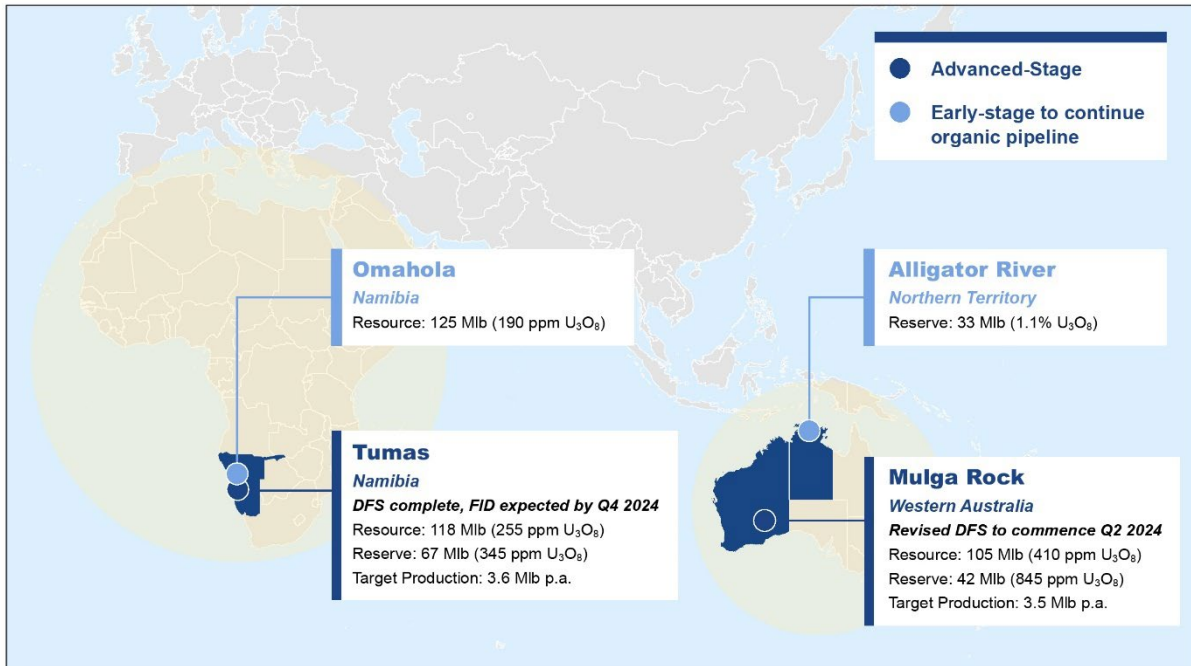 Advanced-Stage
Early-stage to continue
organic pipeline
Omahola
Namibia
Resource: 125 Mlb (190 ppm U₃O₈)
Alligator River
Northern Territory
Reserve: 33 Mlb (1.1% U₃O₈)
Tumas
Namibia
DFS complete, FID expected by Q4 2024
Resource: 118 Mlb (255 ppm U₃O₈)
Reserve: 67 Mlb (345 ppm U₃O₈)
Target Production: 3.6 Mlb p.a.
Mulga Rock
Western Australia
Revised DFS to commence Q2 2024
Resource: 105 Mlb (410 ppm U₃O₈)
Reserve: 42 Mlb (845 ppm U₃O₈)
Target Production: 3.5 Mlb p.a.